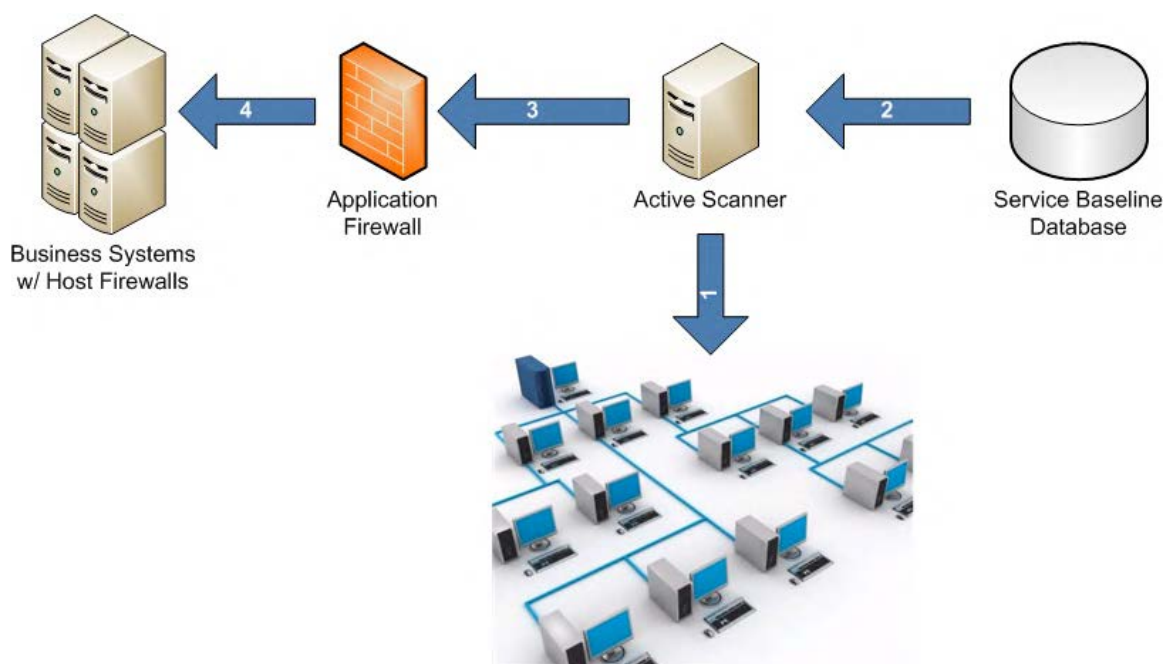 4
3
2
Application
Firewall
Active Scanner
Service Baseline
Database
Business Systems
w/ Host Firewalls
1